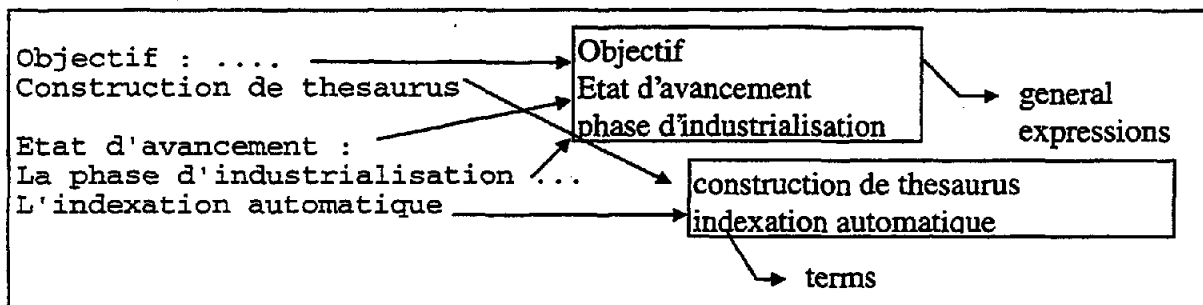 Objectif : ....
Construction de thesaurus
Etat d'avancement :
La phase d'industrialisation ...
L'indexation automatique
Objectif
Etat d'avancement
phase d'industrialisation
general
expressions
construction de thesaurus
indexation automatique
terms